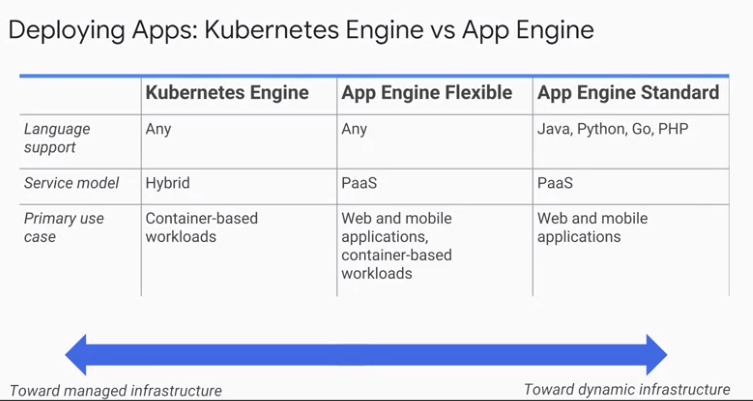 Deploying Apps: Kubernetes Engine vs App Engine
Kubernetes Engine
App Engine Flexible
App Engine Standard
Language
support
Any
Any
Java, Python, Go, PHP
Service model
Hybrid
PaaS
PaaS
Primary use
case
Container-based
workloads
Web and mobile
applications,
container-based
workloads
Web and mobile
applications
Toward managed infrastructure
Toward dynamic infrastructure